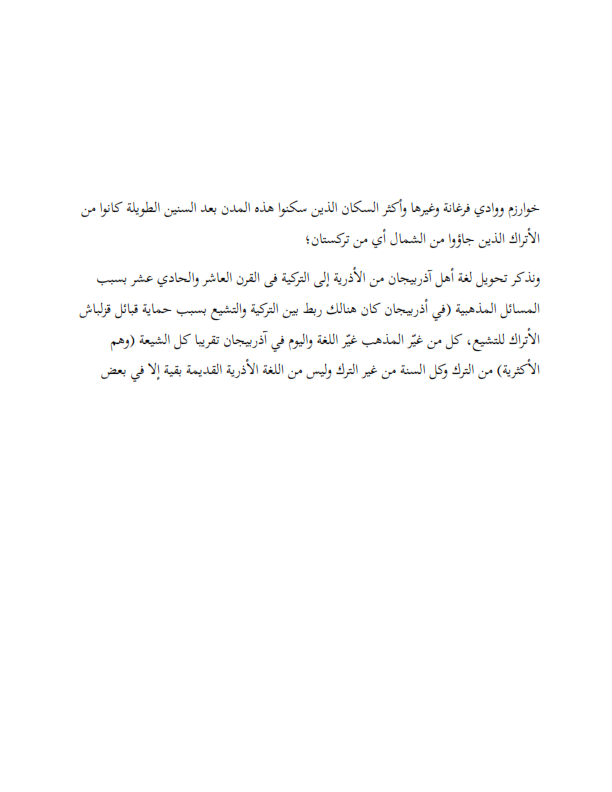 خوارزم ووادي فرغانة وغيرها وأكثر السكان الذين سكنوا هذه المدن بعد السنين الطويلة كانوا من
الأتراك الذين جاؤوا من الشمال أي من تركستان؛
ونذكر تحويل لغة أهل آذربيجان من الأذرية إلى التركية فى القرن العاشر والحادي عشر بسبب
المسائل المذهبية (في أذربيجان كان هنالك ربط بين التركية والتشيع بسبب حماية قبائل قزلباش
الأتراك للتشيع، كل من غيّر المذهب غيّر اللغة واليوم في آذربيجان تقريبا كل الشيعة (وهم
الأكثرية) من الترك وكل السنة من غير الترك وليس من اللغة الأذرية القديمة بقية إلا في بعض